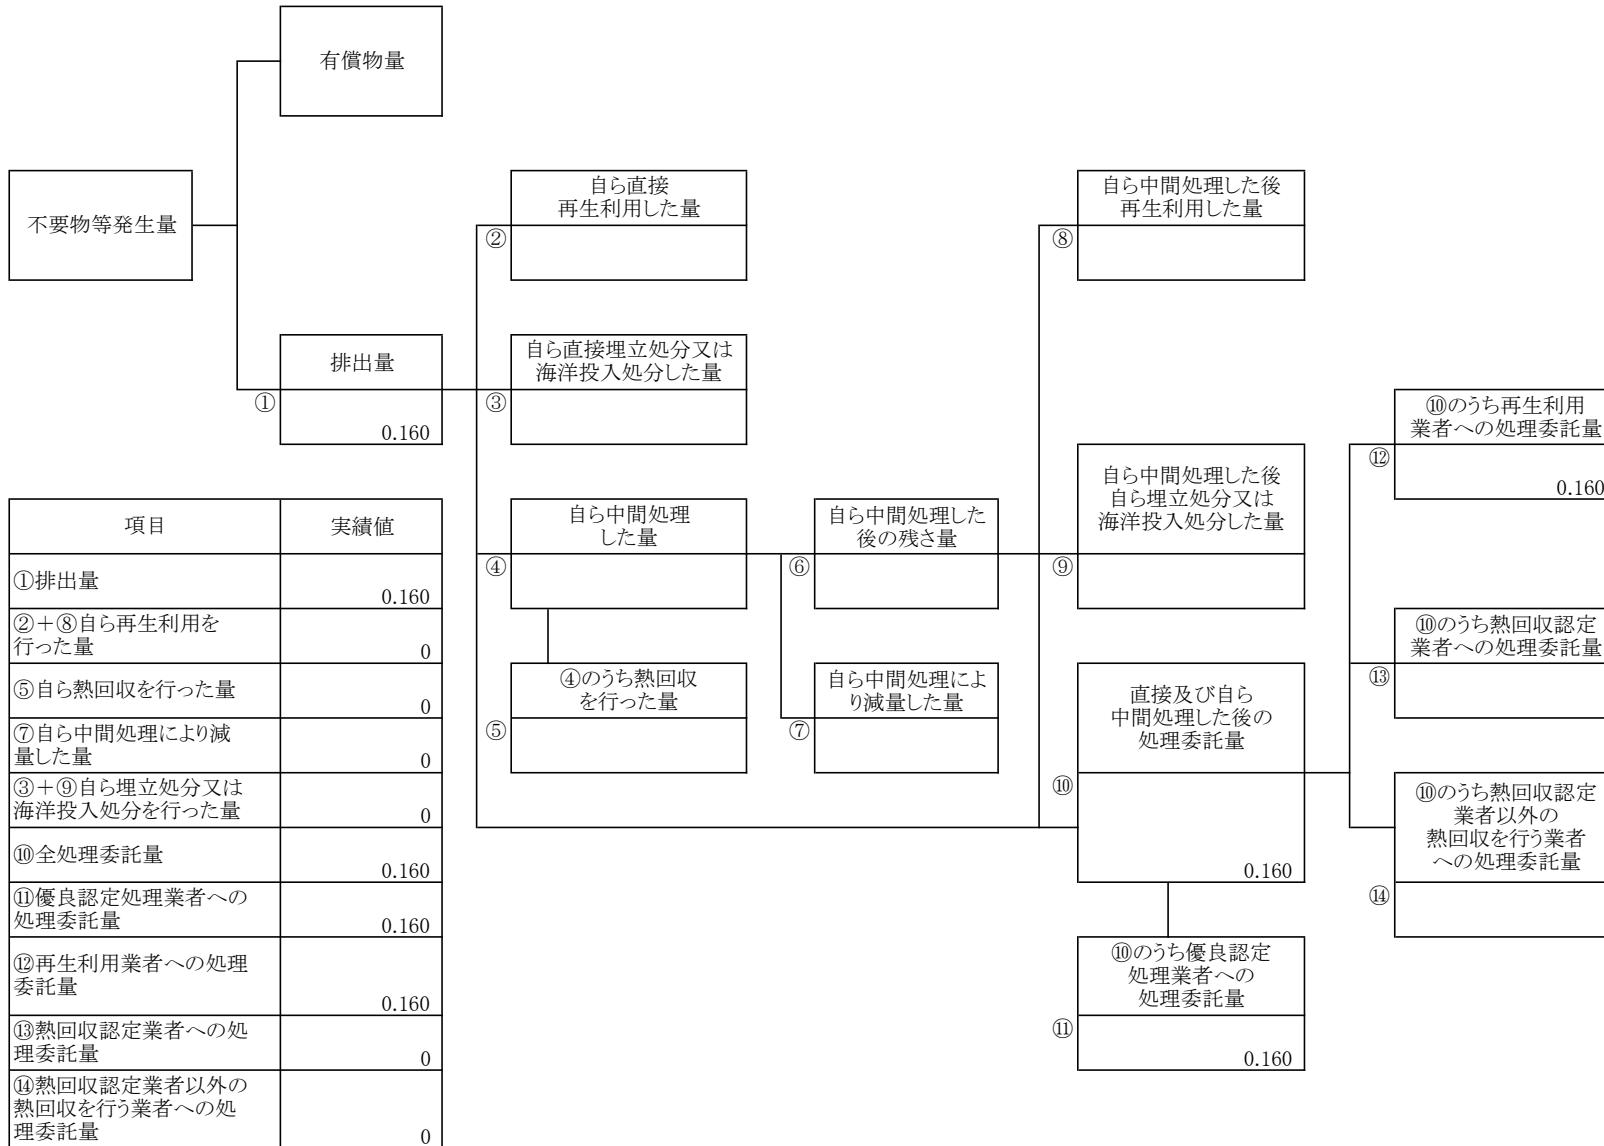 有償物量
不要物等発生量
自ら直接
再生利用した量
②
自ら中間処理した後
再生利用した量
⑧
排出量
①
0.160
自ら直接埋立処分又は
海洋投入処分した量
③
⑩のうち再生利用
業者への処理委託量
⑫
0.160
自ら中間処理
した量
④
自ら中間処理した
後の残さ量
⑥
自ら中間処理した後
自ら埋立処分又は
海洋投入処分した量
⑨
⑩のうち熱回収認定
業者への処理委託量
⑬
④のうち熱回収
を行った量
⑤
自ら中間処理によ
り減量した量
⑦
直接及び自ら
中間処理した後の
処理委託量
⑩
0.160
⑩のうち熱回収認定
業者以外の
熱回収を行う業者
への処理委託量
⑭
⑩のうち優良認定
処理業者への
処理委託量
⑪
0.160
項目 実績値
①排出量
0.160
②＋⑧自ら再生利用を
行った量
0
⑤自ら熱回収を行った量
0
⑦自ら中間処理により減
量した量
0
③＋⑨自ら埋立処分又は
海洋投入処分を行った量
0
⑩全処理委託量
0.160
⑪優良認定処理業者への
処理委託量
0.160
⑫再生利用業者への処理
委託量
0.160
⑬熱回収認定業者への処
理委託量
0
⑭熱回収認定業者以外の
熱回収を行う業者への処
理委託量
0